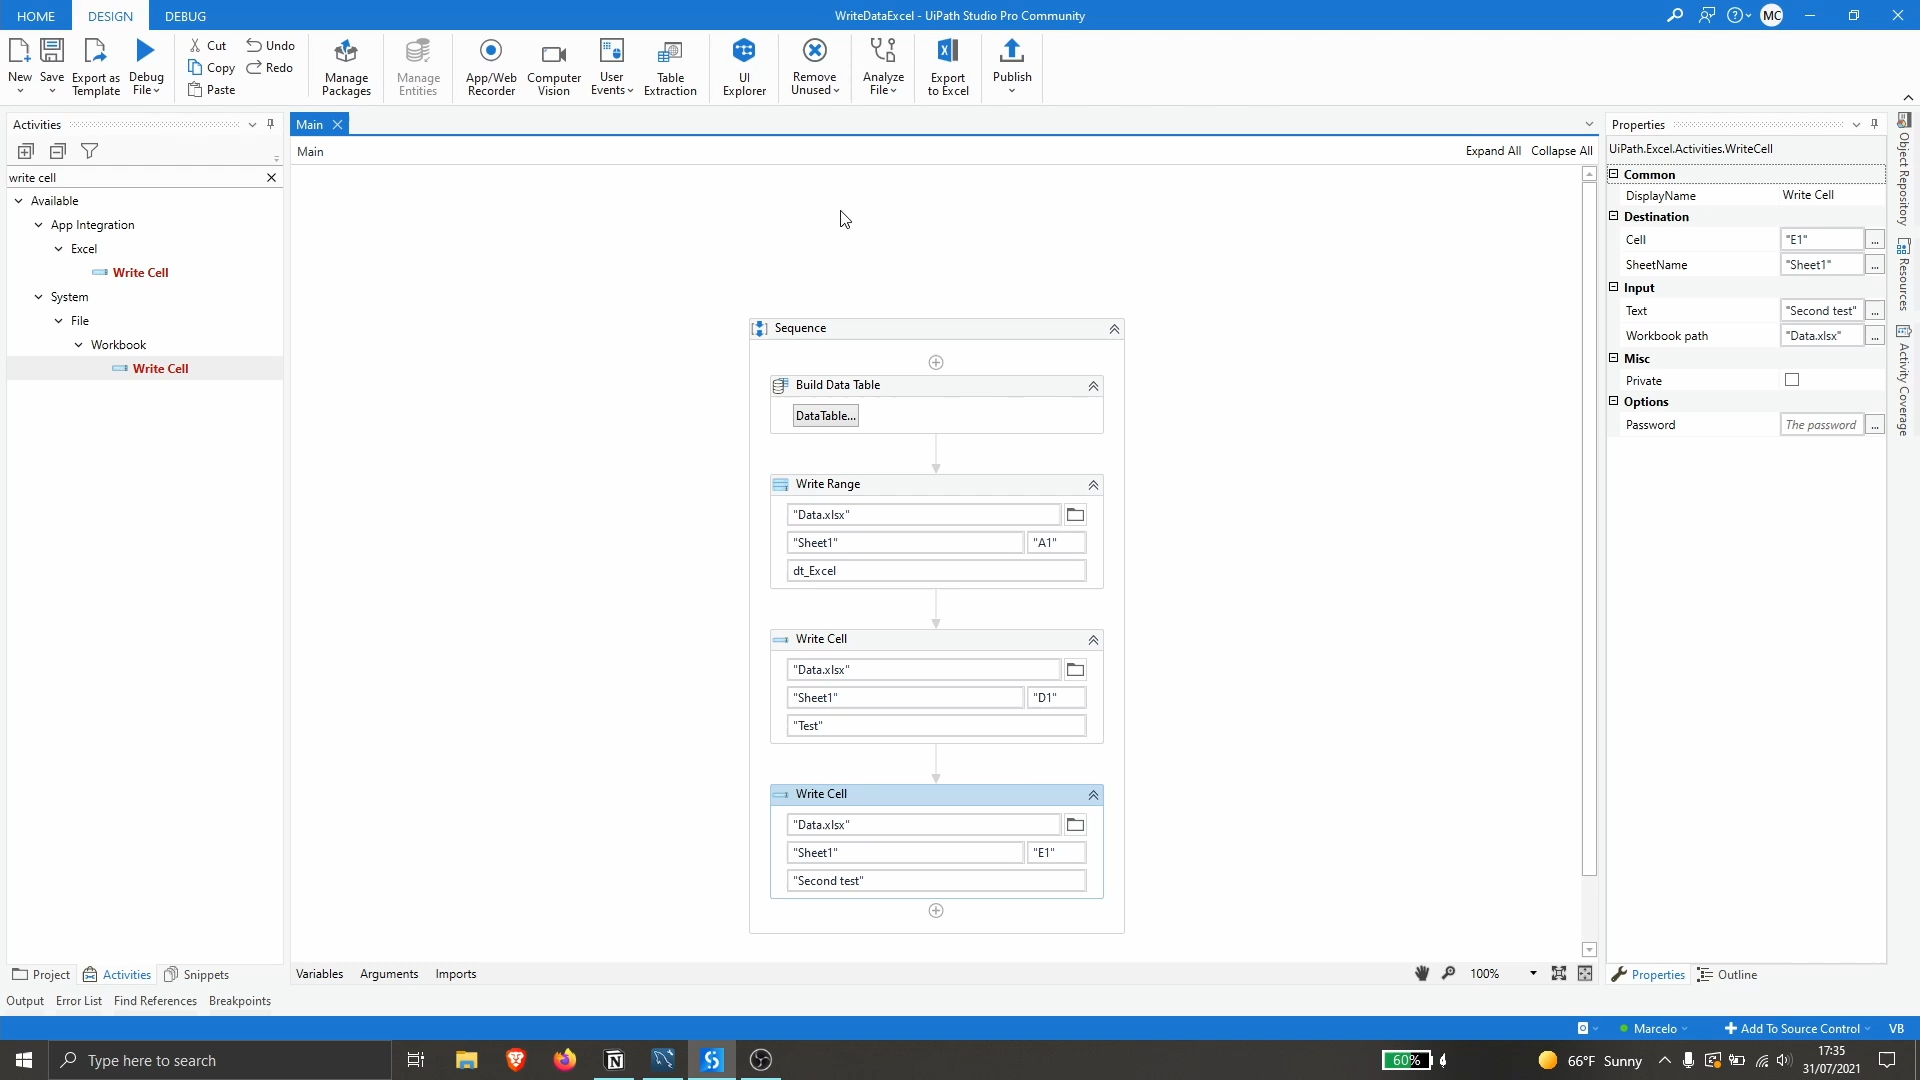 HOME DESIGN DEBUG
WriteDataExcel - UiPath Studio Pro Community
MC
New
Save
Export as Template
Debug File
Cut
Copy
Paste
Undo
Redo
Manage Packages
Manage Entities
App/Web Recorder
Computer Vision
User Events
Table Extraction
UI Explorer
Remove Unused
Analyze File
Export to Excel
Publish
Activities
write cell
Available
App Integration
Excel
Write Cell
System
File
Workbook
Write Cell
Project Activities Snippets
Main
Main
Expand All Collapse All
Sequence
Build Data Table
DataTable...
Write Range
"Data.xlsx"
"Sheet1" "A1"
dt_Excel
Write Cell
"Data.xlsx"
"Sheet1" "D1"
"Test"
Write Cell
"Data.xlsx"
"Sheet1" "E1"
"Second test"
Variables Arguments Imports
100%
Properties
UiPath.Excel.Activities.WriteCell
Common
DisplayName Write Cell
Destination
Cell "E1" ...
SheetName "Sheet1" ...
Input
Text "Second test" ...
Workbook path "Data.xlsx" ...
Misc
Private
Options
Password The password ...
Properties Outline
Object Repository
Resources
Activity Coverage
Output Error List Find References Breakpoints
Marcelo Add To Source Control VB
Type here to search
60%
66°F Sunny
17:35
31/07/2021